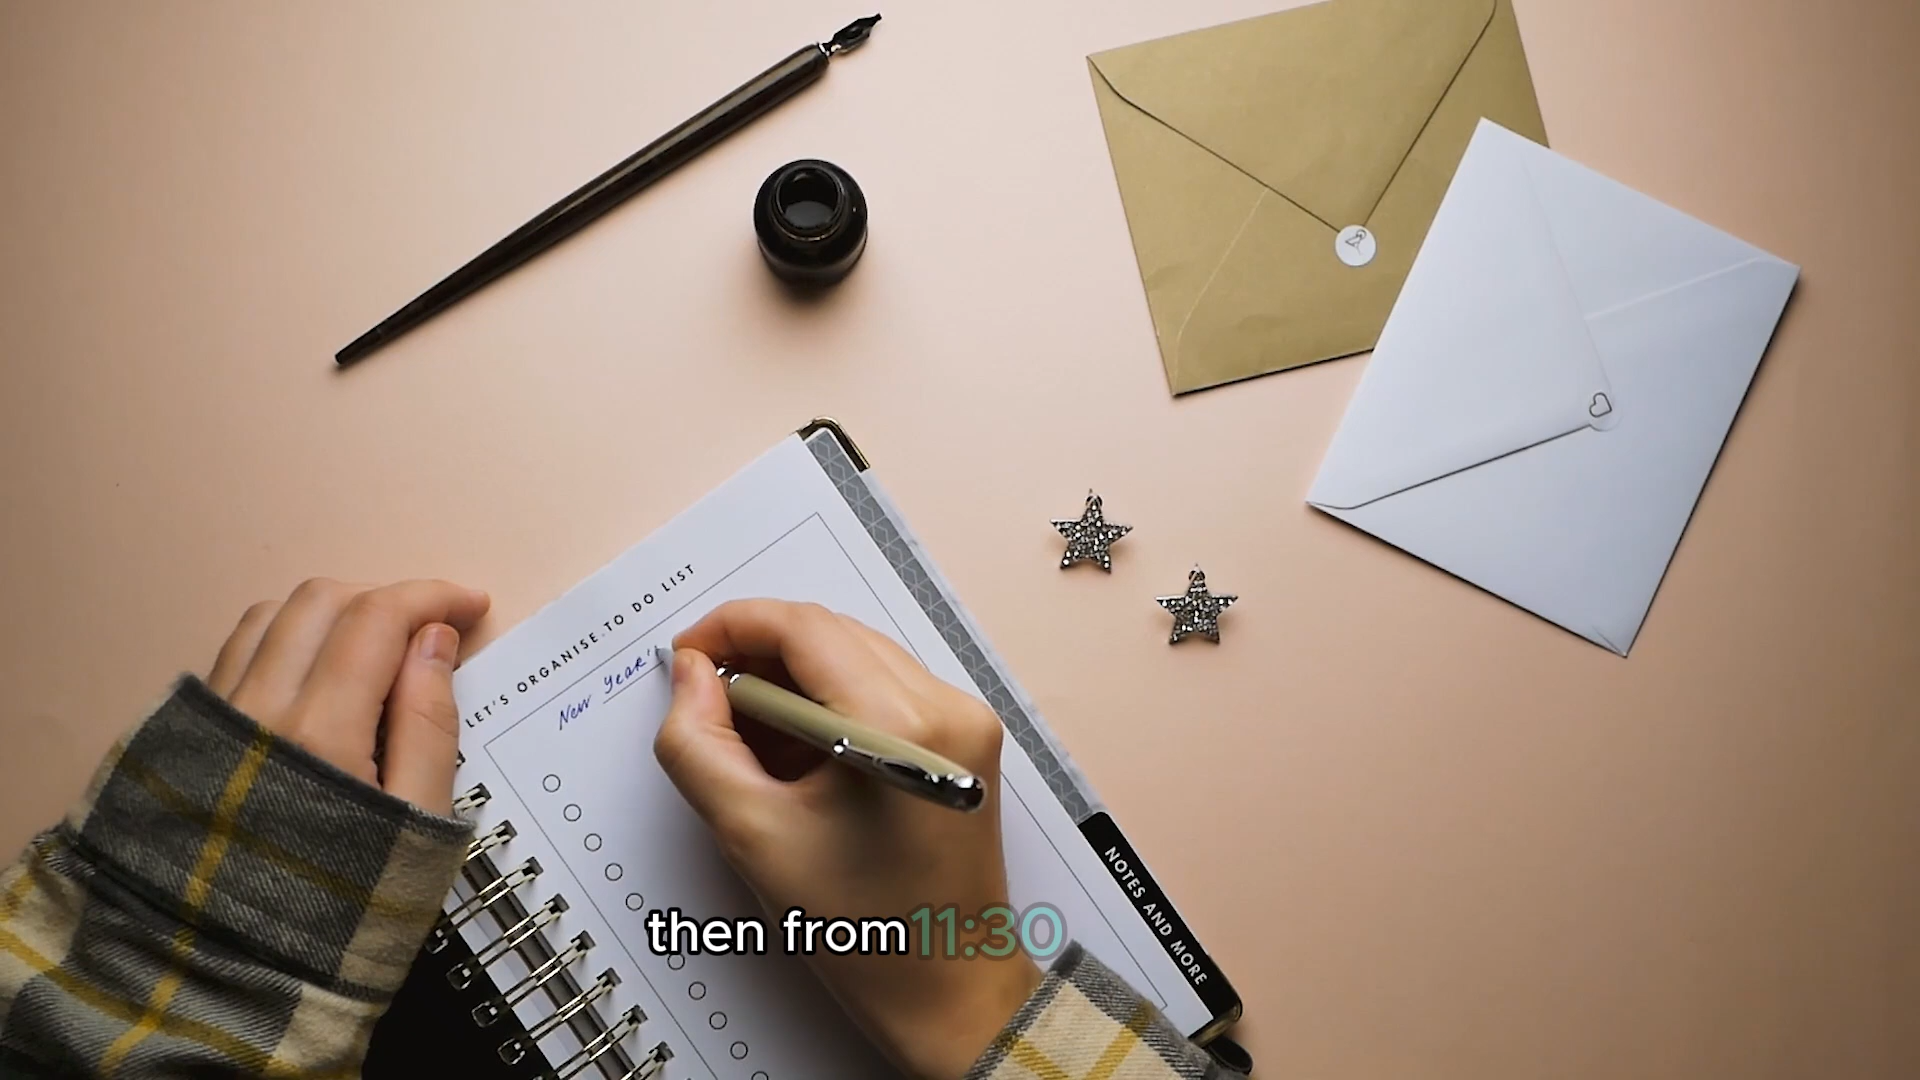 LET'S ORGANISE.TO DO LIST
New Year's
NOTES AND MORE
then from 11:30